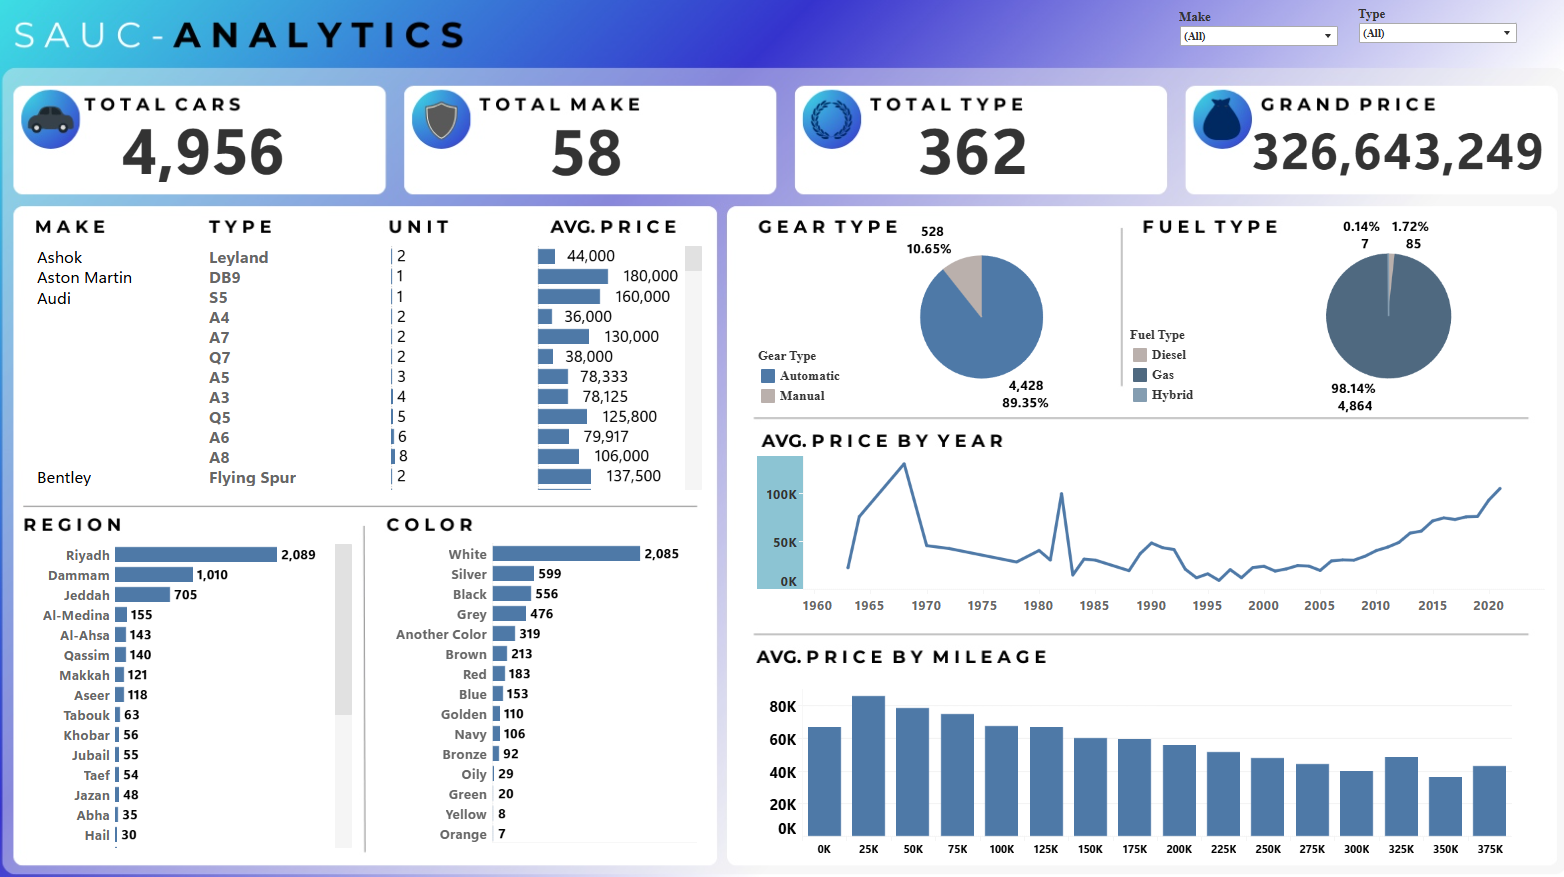 SAUC-ANALYTICS
Make
(All)
Type
(All)
TOTAL CARS
4,956
TOTAL MAKE
58
TOTAL TYPE
362
GRAND PRICE
326,643,249
MAKE TYPE UNIT AVG. PRICE
Ashok Leyland 2 44,000
Aston Martin DB9 1 180,000
Audi S5 1 160,000
A4 2 36,000
A7 2 130,000
Q7 2 38,000
A5 3 78,333
A3 4 78,125
Q5 5 125,800
A6 6 79,917
A8 8 106,000
Bentley Flying Spur 2 137,500
REGION
Riyadh 2,089
Dammam 1,010
Jeddah 705
Al-Medina 155
Al-Ahsa 143
Qassim 140
Makkah 121
Aseer 118
Tabouk 63
Khobar 56
Jubail 55
Taef 54
Jazan 48
Abha 35
Hail 30
COLOR
White 2,085
Silver 599
Black 556
Grey 476
Another Color 319
Brown 213
Red 183
Blue 153
Golden 110
Navy 106
Bronze 92
Oily 29
Green 20
Yellow 8
Orange 7
GEAR TYPE
528
10.65%
Gear Type
Automatic
Manual
4,428
89.35%
FUEL TYPE
0.14% 1.72%
7 85
Fuel Type
Diesel
Gas
Hybrid
98.14%
4,864
AVG. PRICE BY YEAR
100K
50K
0K
1960 1965 1970 1975 1980 1985 1990 1995 2000 2005 2010 2015 2020
AVG. PRICE BY MILEAGE
80K
60K
40K
20K
0K
0K 25K 50K 75K 100K 125K 150K 175K 200K 225K 250K 275K 300K 325K 350K 375K